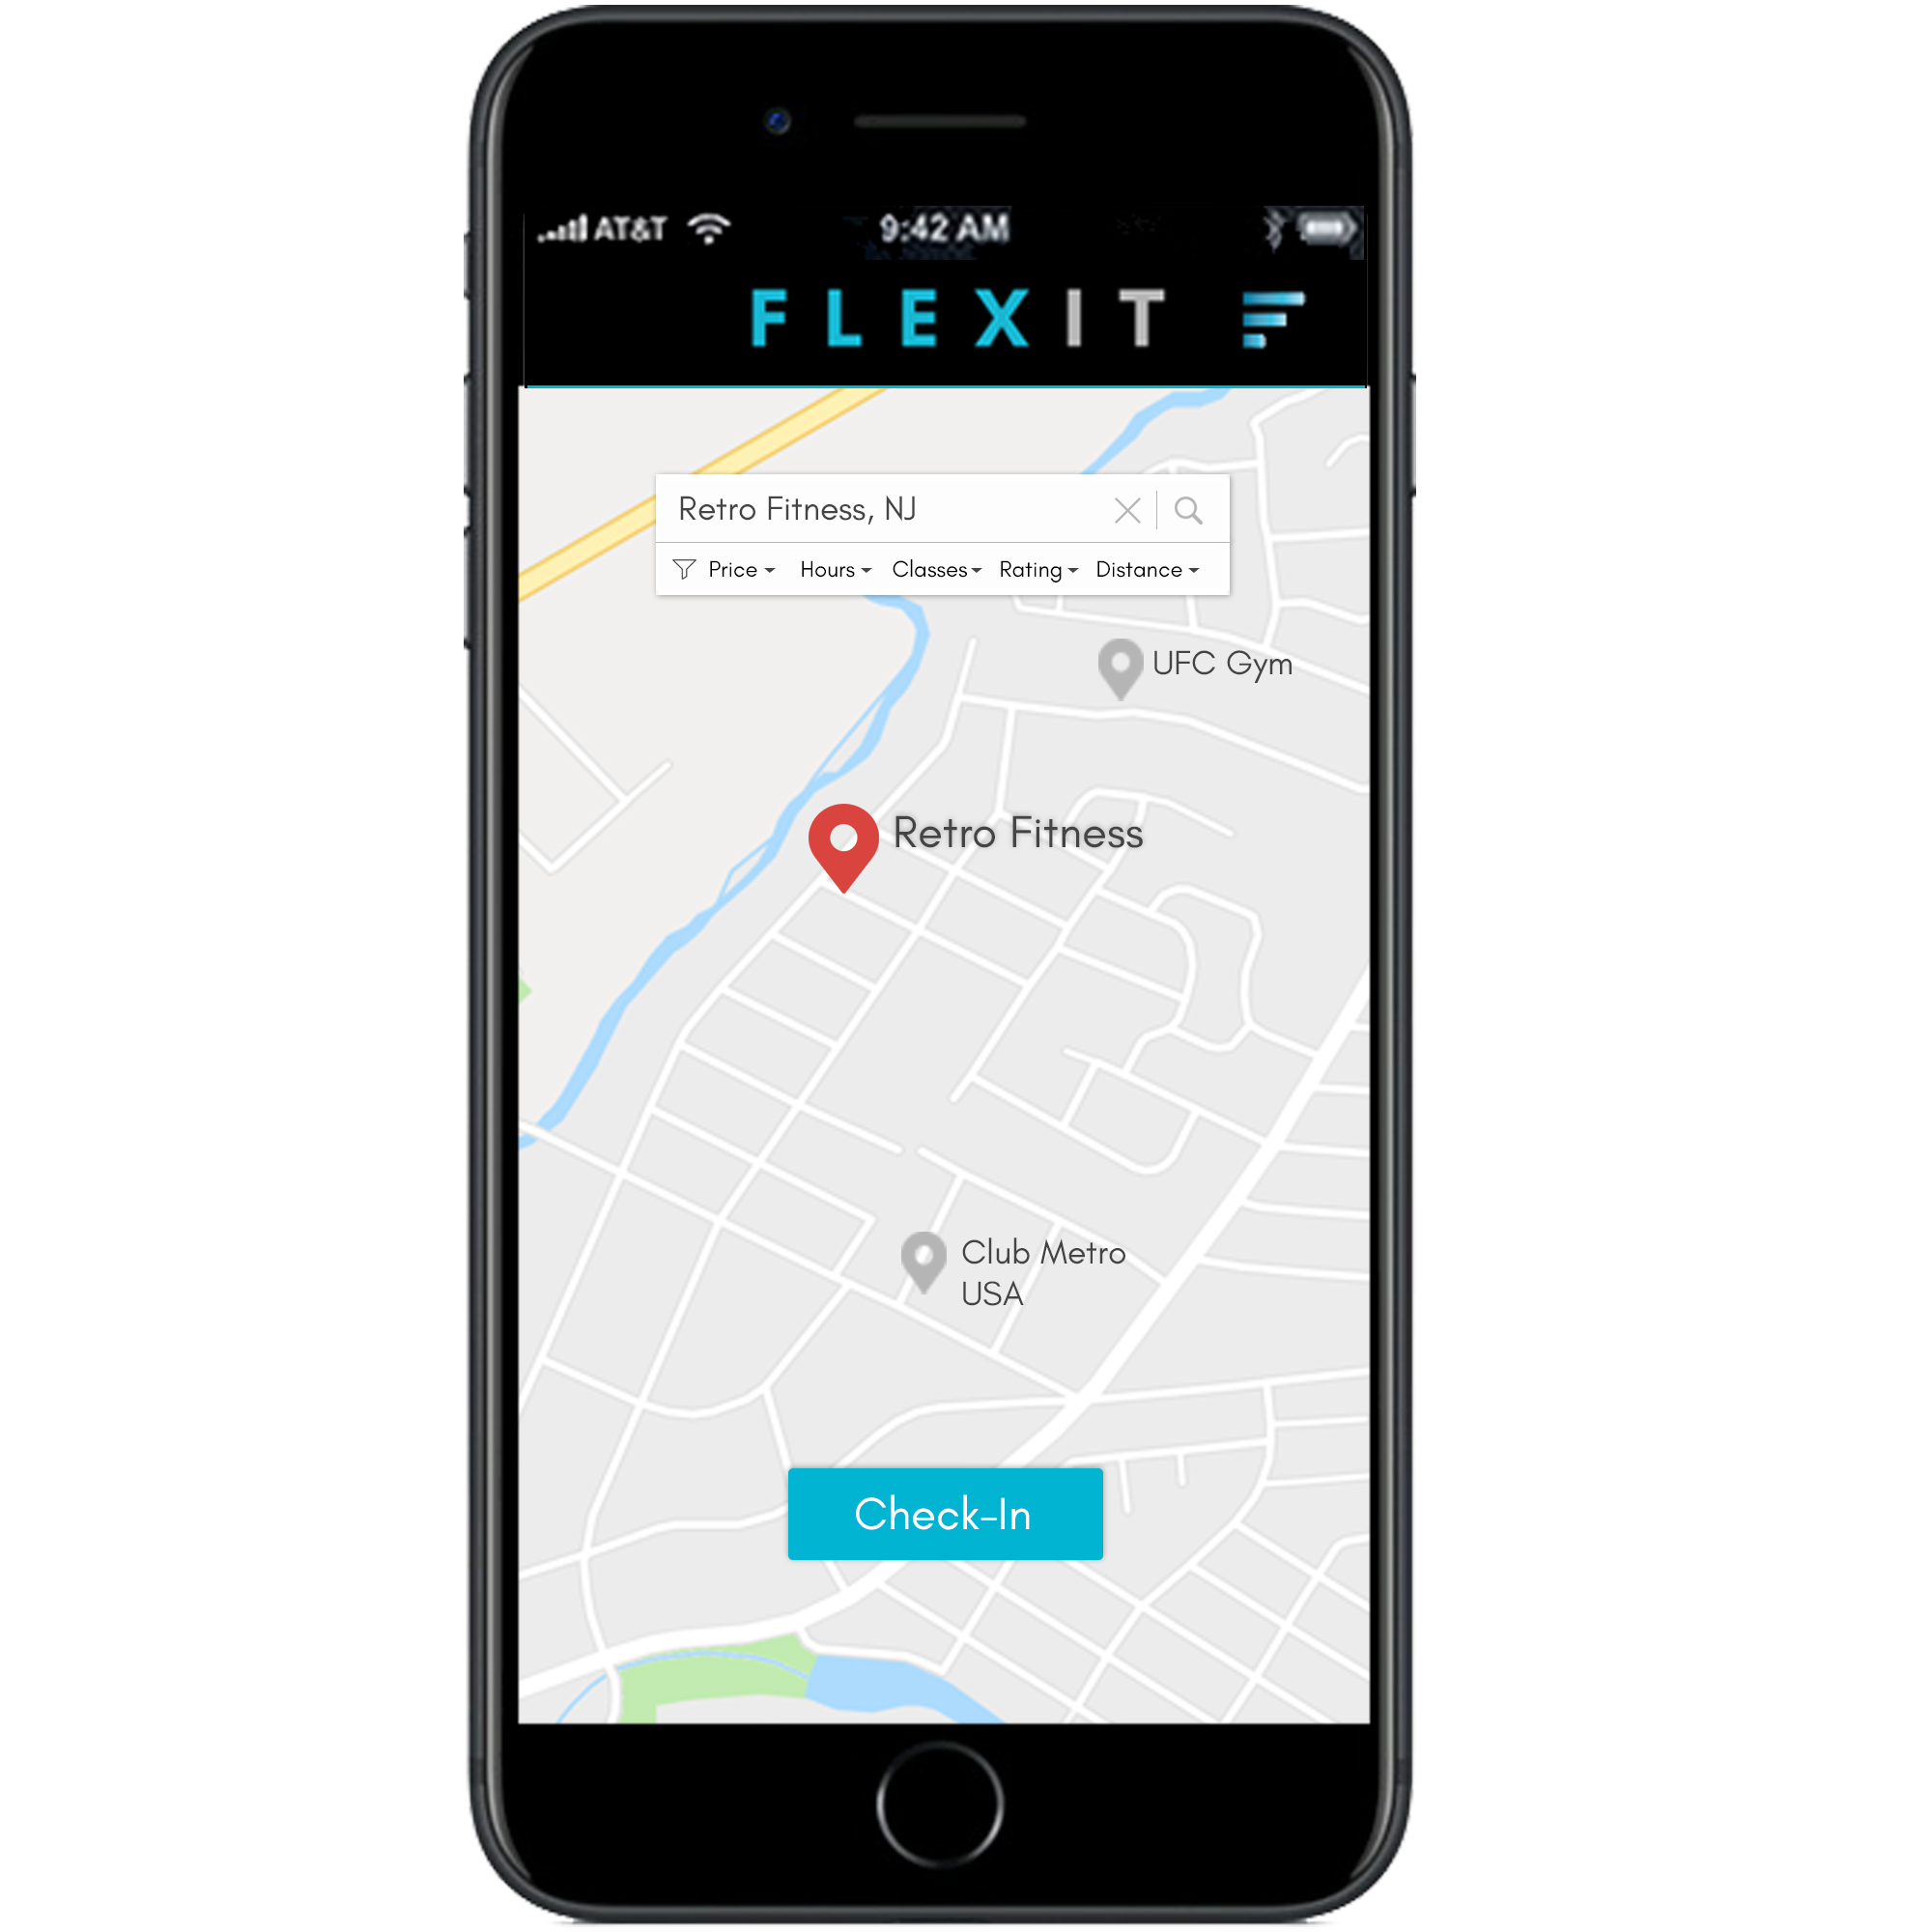 AT&T 9:42 AM
FLEXIT
Retro Fitness, NJ
Price Hours Classes Rating Distance
UFC Gym
Retro Fitness
Club Metro
USA
Check-In